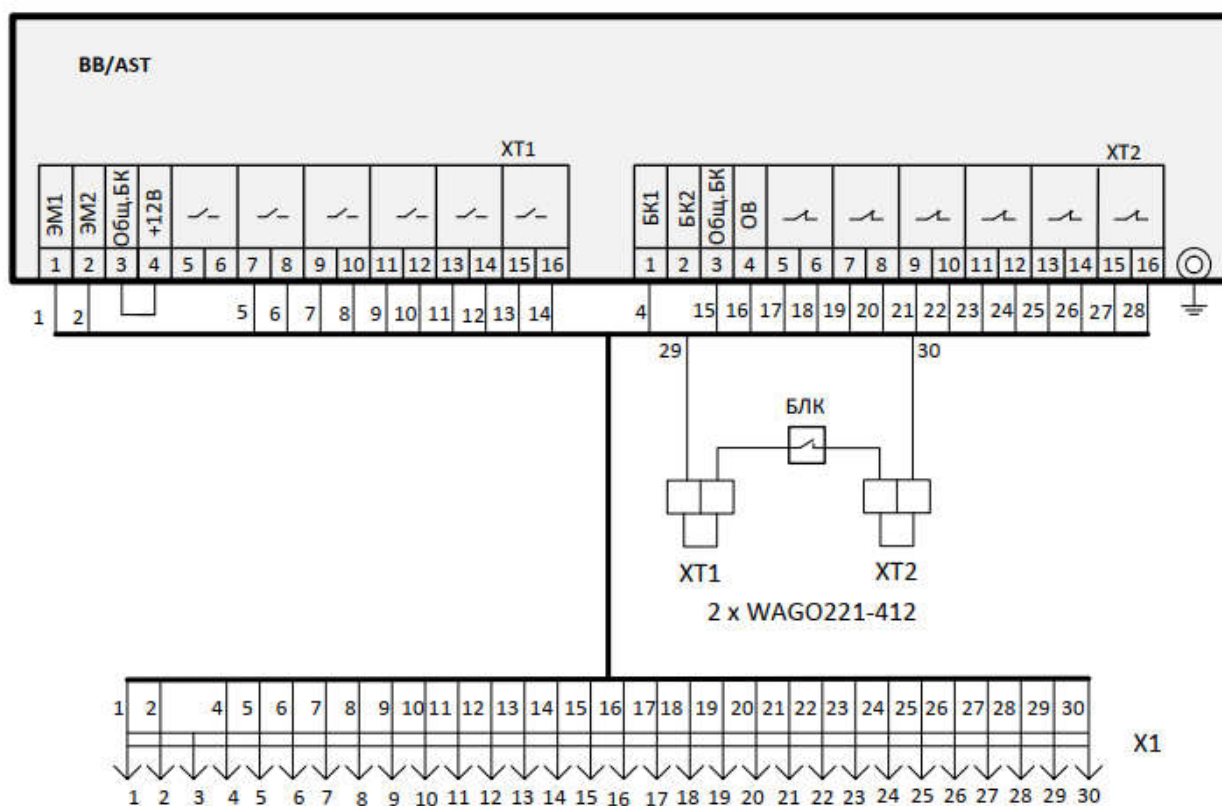 BB/AST
XT1
XT2
ЭМ1 ЭМ2 Общ.БК +12В
БК1 БК2 Общ.БК ОВ
1 2 3 4 5 6 7 8 9 10 11 12 13 14 15 16
1 2 3 4 5 6 7 8 9 10 11 12 13 14 15 16
1 2 5 6 7 8 9 10 11 12 13 14
4 15 16 17 18 19 20 21 22 23 24 25 26 27 28
29 30
БЛК
XT1 XT2
2 x WAGO221-412
1 2 4 5 6 7 8 9 10 11 12 13 14 15 16 17 18 19 20 21 22 23 24 25 26 27 28 29 30
X1
1 2 3 4 5 6 7 8 9 10 11 12 13 14 15 16 17 18 19 20 21 22 23 24 25 26 27 28 29 30